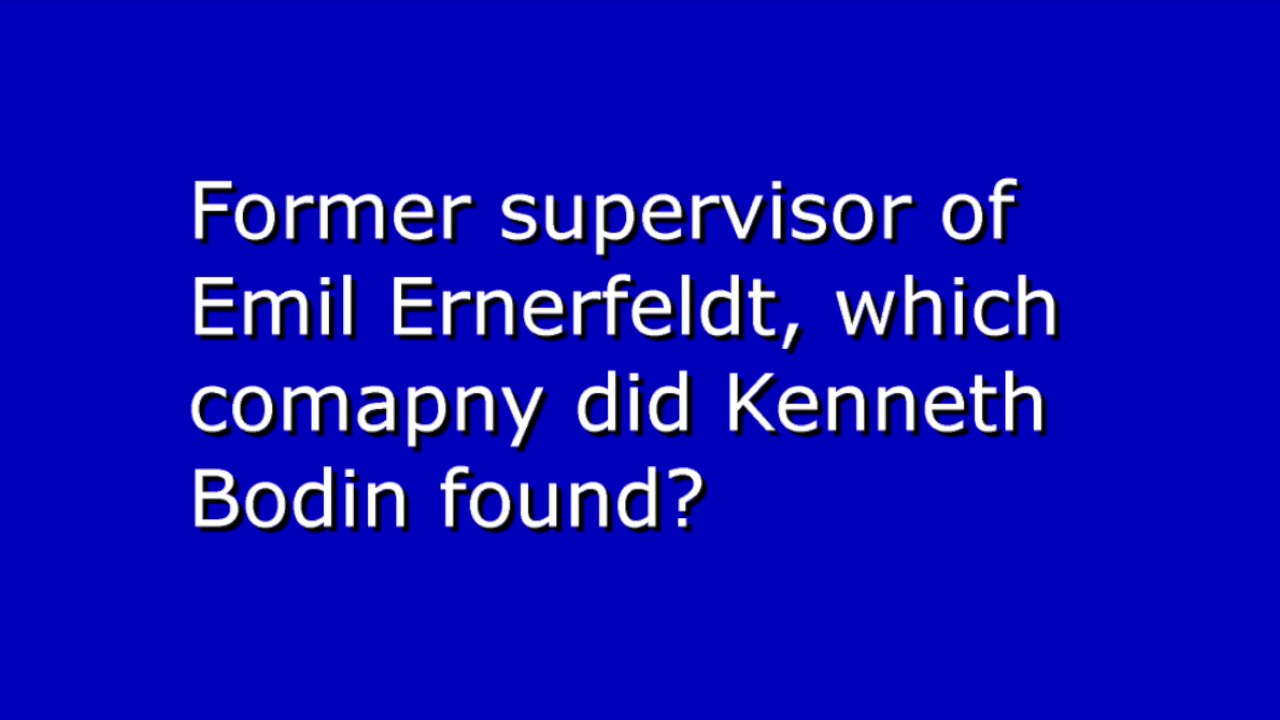 Former supervisor of
Emil Ernerfeldt, which
comapny did Kenneth
Bodin found?